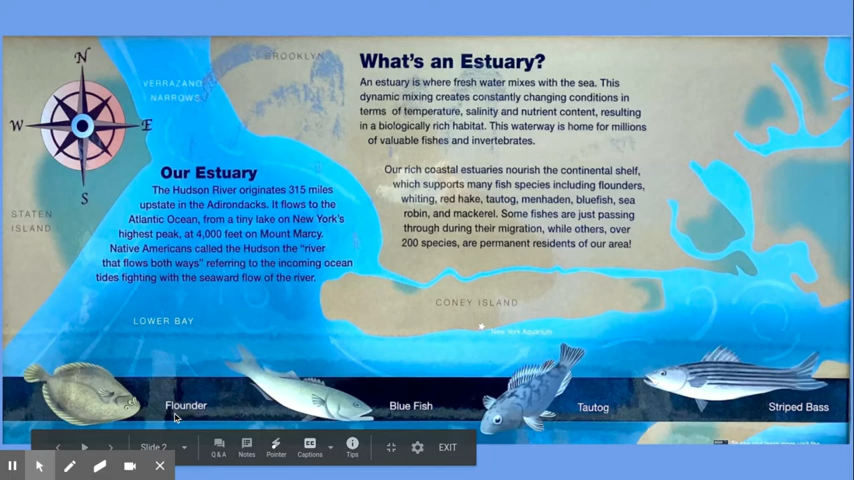 N
BROOKLYN
What's an Estuary?
VERRAZANO
NARROWS
An estuary is where fresh water mixes with the sea. This
dynamic mixing creates constantly changing conditions in
terms of temperature, salinity and nutrient content, resulting
in a biologically rich habitat. This waterway is home for millions
of valuable fishes and invertebrates.
W
E
S
Our Estuary
The Hudson River originates 315 miles
upstate in the Adirondacks. It flows to the
Atlantic Ocean, from a tiny lake on New York's
highest peak, at 4,000 feet on Mount Marcy.
Native Americans called the Hudson the "river
that flows both ways" referring to the incoming ocean
tides fighting with the seaward flow of the river.
Our rich coastal estuaries nourish the continental shelf,
which supports many fish species including flounders,
whiting, red hake, tautog, menhaden, bluefish, sea
robin, and mackerel. Some fishes are just passing
through during their migration, while others, over
200 species, are permanent residents of our area!
STATEN
ISLAND
CONEY ISLAND
LOWER BAY
New York Aquarium
Flounder
Blue Fish
Tautog
Striped Bass
Slide 2
Q & A
Notes
Pointer
Captions
Tips
EXIT